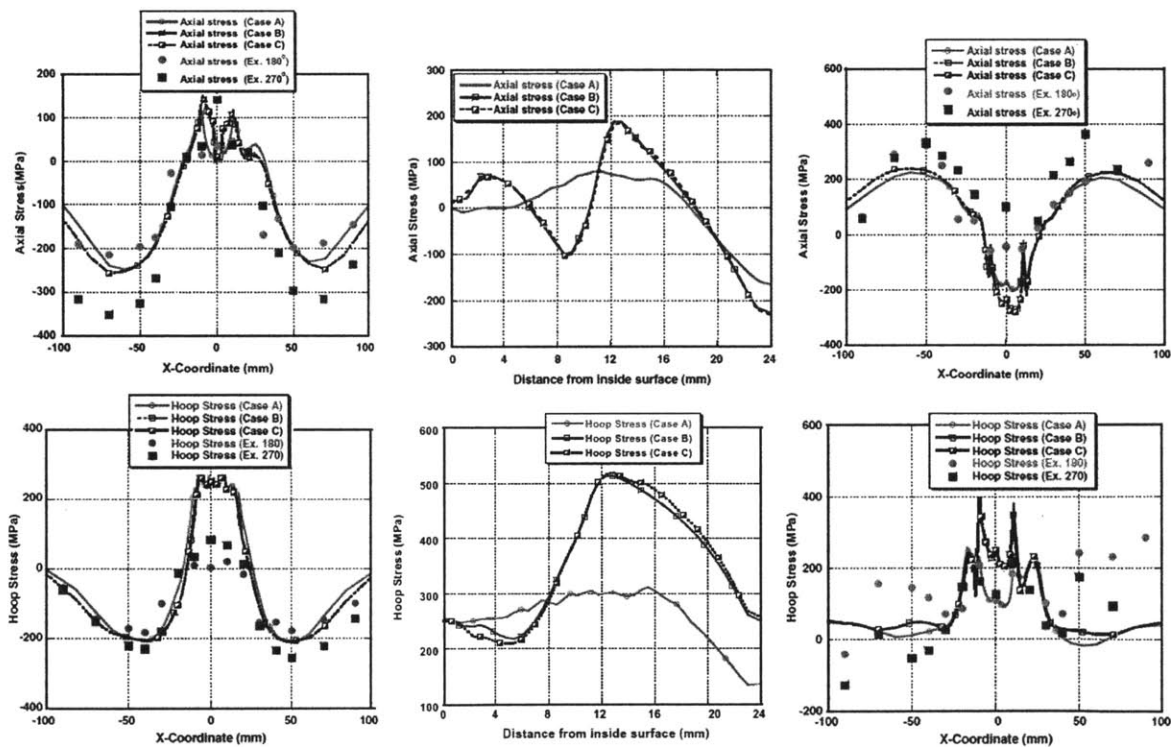 Axial stress (Case A)
Axial stress (Case B)
Axial stress (Case C)
Axial stress (Ex. 180°)
Axial stress (Ex. 270°)
200
100
0
-100
-200
-300
-400
Axial Stress(MPa)
-100
-50
0
50
100
X-Coordinate (mm)
Axial stress (Case A)
Axial stress (Case B)
Axial stress (Case C)
300
200
100
0
-100
-200
-300
Axial Stress (MPa)
0
4
8
12
16
20
24
Distance from inside surface (mm)
Axial stress (Case A)
Axial stress (Case B)
Axial stress (Case C)
Axial stress (Ex. 180o)
Axial stress (Ex. 270o)
600
400
200
0
-200
-400
Axial Stress (MPa)
-100
-50
0
50
100
X-Coordinate (mm)
Hoop Stress (Case A)
Hoop Stress (Case B)
Hoop Stress (Case C)
Hoop Stress (Ex. 180)
Hoop Stress (Ex. 270)
400
200
0
-200
-400
Hoop Stress (MPa)
-100
-50
0
50
100
X-Coordinate (mm)
Hoop Stress (Case A)
Hoop Stress (Case B)
Hoop Stress (Case C)
600
500
400
300
200
100
Hoop Stress (MPa)
0
4
8
12
16
20
24
Distance from inside surface (mm)
Hoop Stress (Case A)
Hoop Stress (Case B)
Hoop Stress (Case C)
Hoop Stress (Ex. 180)
Hoop Stress (Ex. 270)
600
400
200
0
-200
Hoop Stress (MPa)
-100
-50
0
50
100
X-Coordinate (mm)